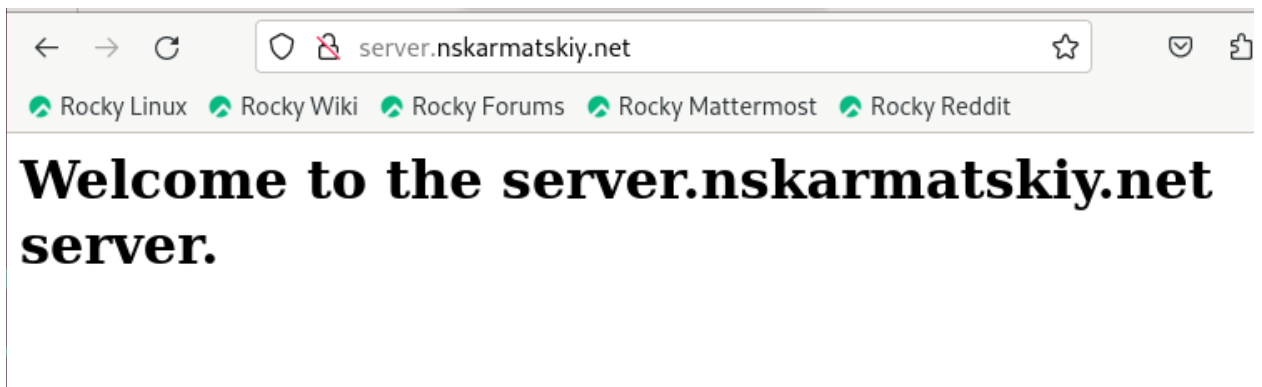 server.nskarmatskiy.net
Rocky Linux Rocky Wiki Rocky Forums Rocky Mattermost Rocky Reddit
Welcome to the server.nskarmatskiy.net
server.